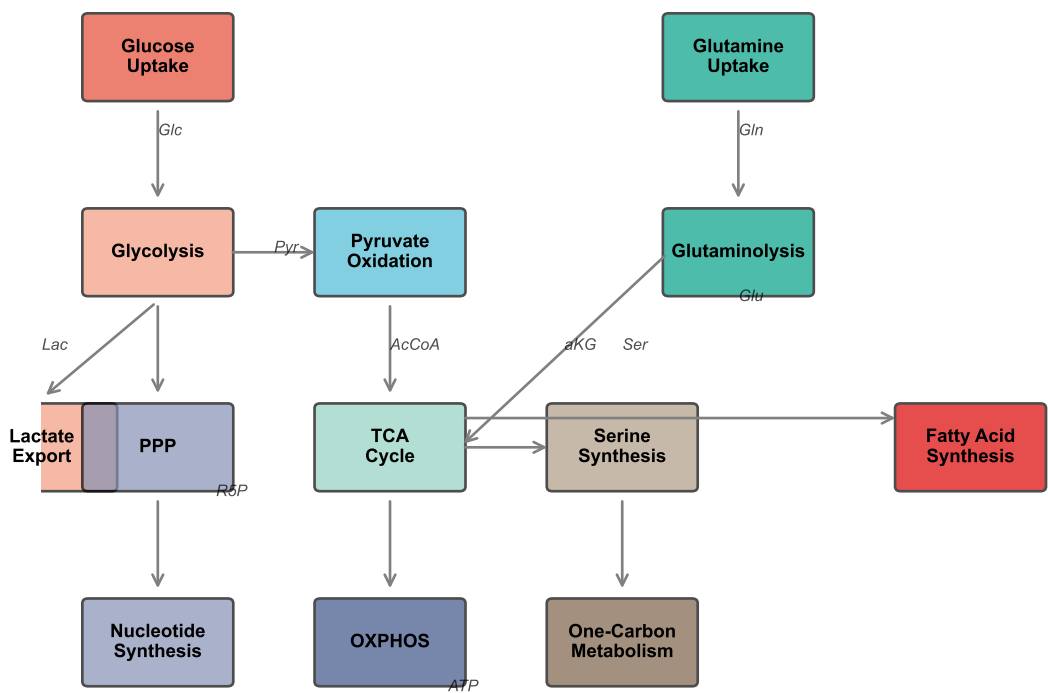 Glucose
Uptake
Glutamine
Uptake
Glc
Gln
Glycolysis
Pyr
Pyruvate
Oxidation
Glutaminolysis
Glu
Lac
AcCoA
aKG
Ser
Lactate
Export
PPP
TCA
Cycle
Serine
Synthesis
Fatty Acid
Synthesis
R5P
Nucleotide
Synthesis
OXPHOS
One-Carbon
Metabolism
ATP